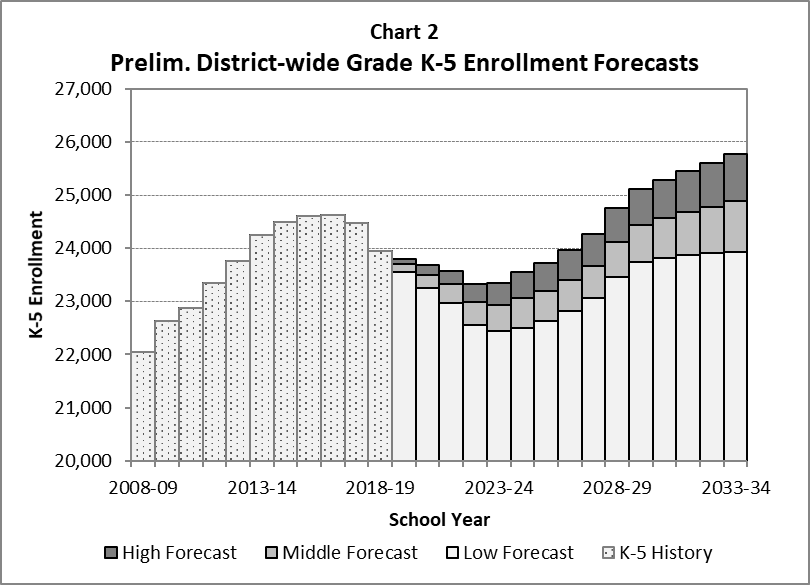 Chart 2
Prelim. District-wide Grade K-5 Enrollment Forecasts
27,000
26,000
25,000
24,000
23,000
22,000
21,000
20,000
K-5 Enrollment
2008-09 2013-14 2018-19 2023-24 2028-29 2033-34
School Year
High Forecast Middle Forecast Low Forecast K-5 History